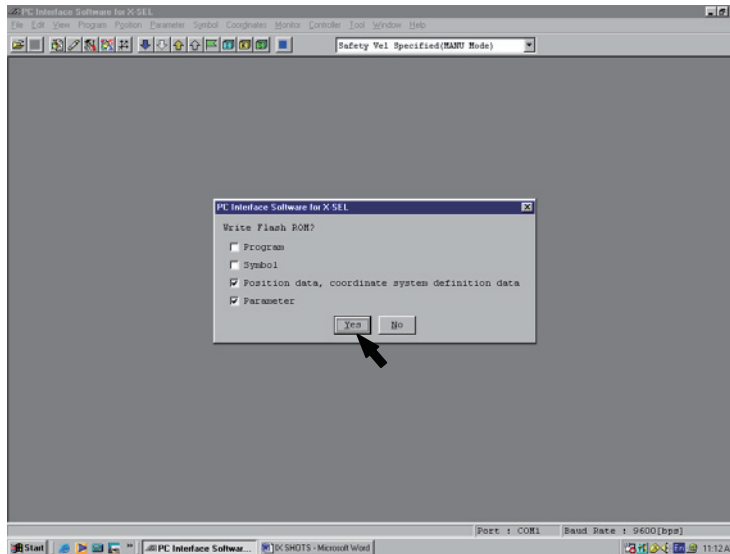 PC Interface Software for X-SEL
File Edit View Program Position Parameter Symbol Coordinates Monitor Controller Tool Window Help
Safety Vel Specified(MANU Mode)
PC Interface Software for X-SEL
Write Flash ROM?
Program
Symbol
Position data, coordinate system definition data
Parameter
Yes No
Port : COM1 Baud Rate : 9600[bps]
Start PC Interface Softwar... IX SHOTS - Microsoft Word 11:12 A